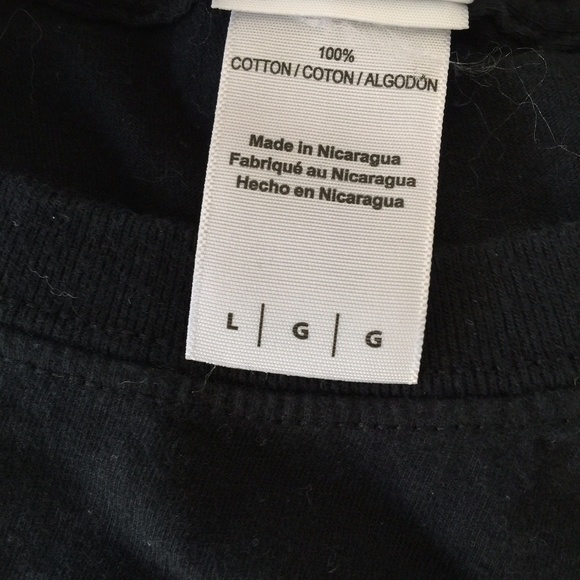 100%
COTTON / COTON / ALGODÓN
Made in Nicaragua
Fabriqué au Nicaragua
Hecho en Nicaragua
L | G | G